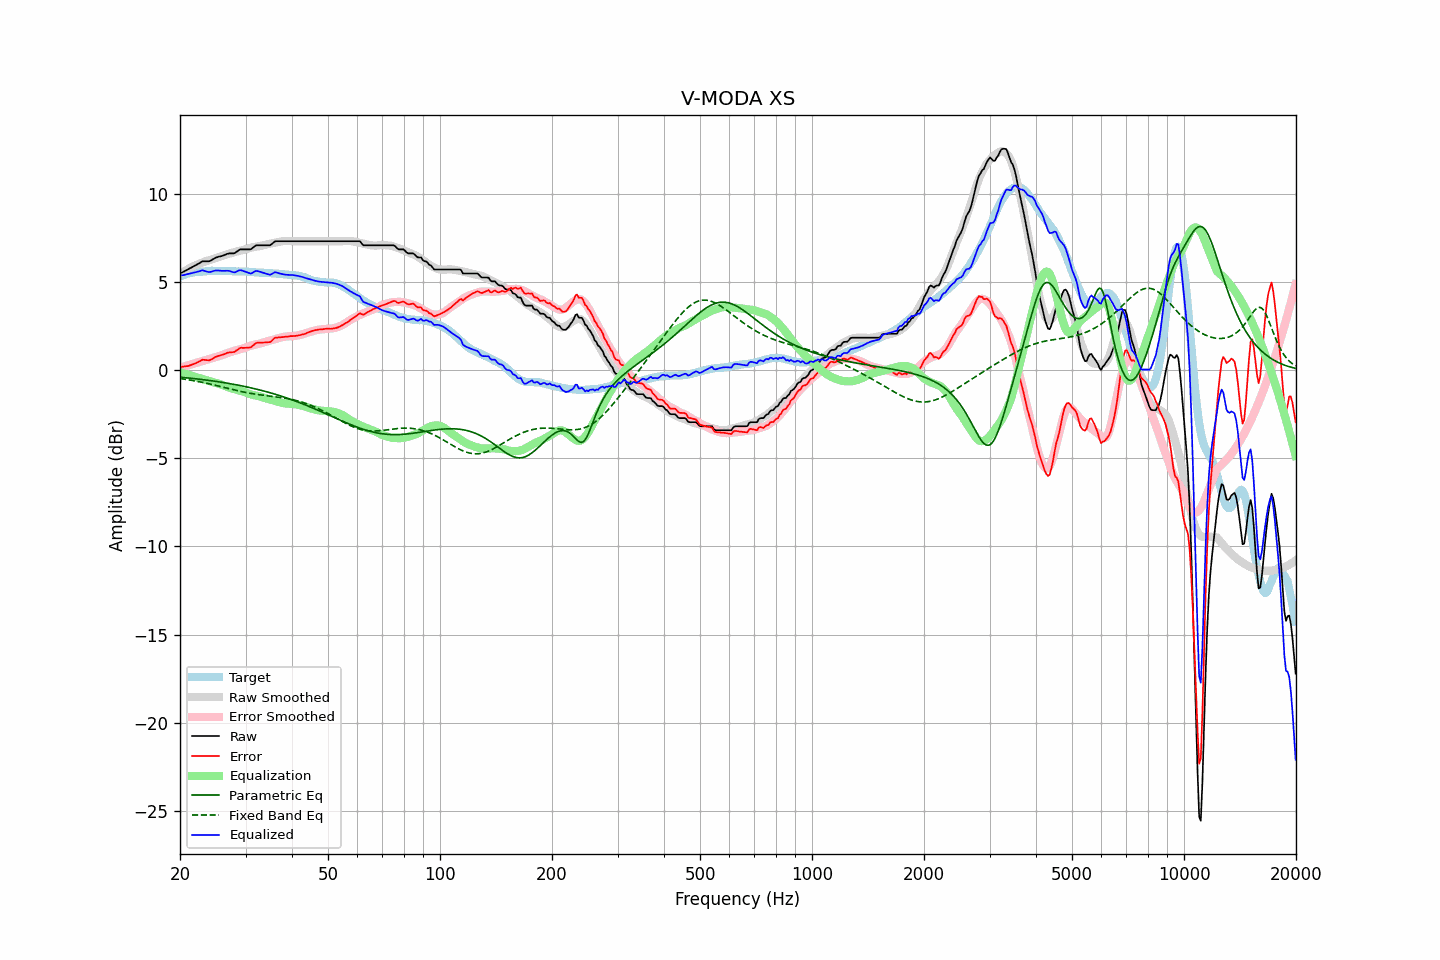 V-MODA XS
10
5
0
−5
−10
−15
−20
−25
Amplitude (dBr)
Target
Raw Smoothed
Error Smoothed
Raw
Error
Equalization
Parametric Eq
Fixed Band Eq
Equalized
20 50 100 200 500 1000 2000 5000 10000 20000
Frequency (Hz)